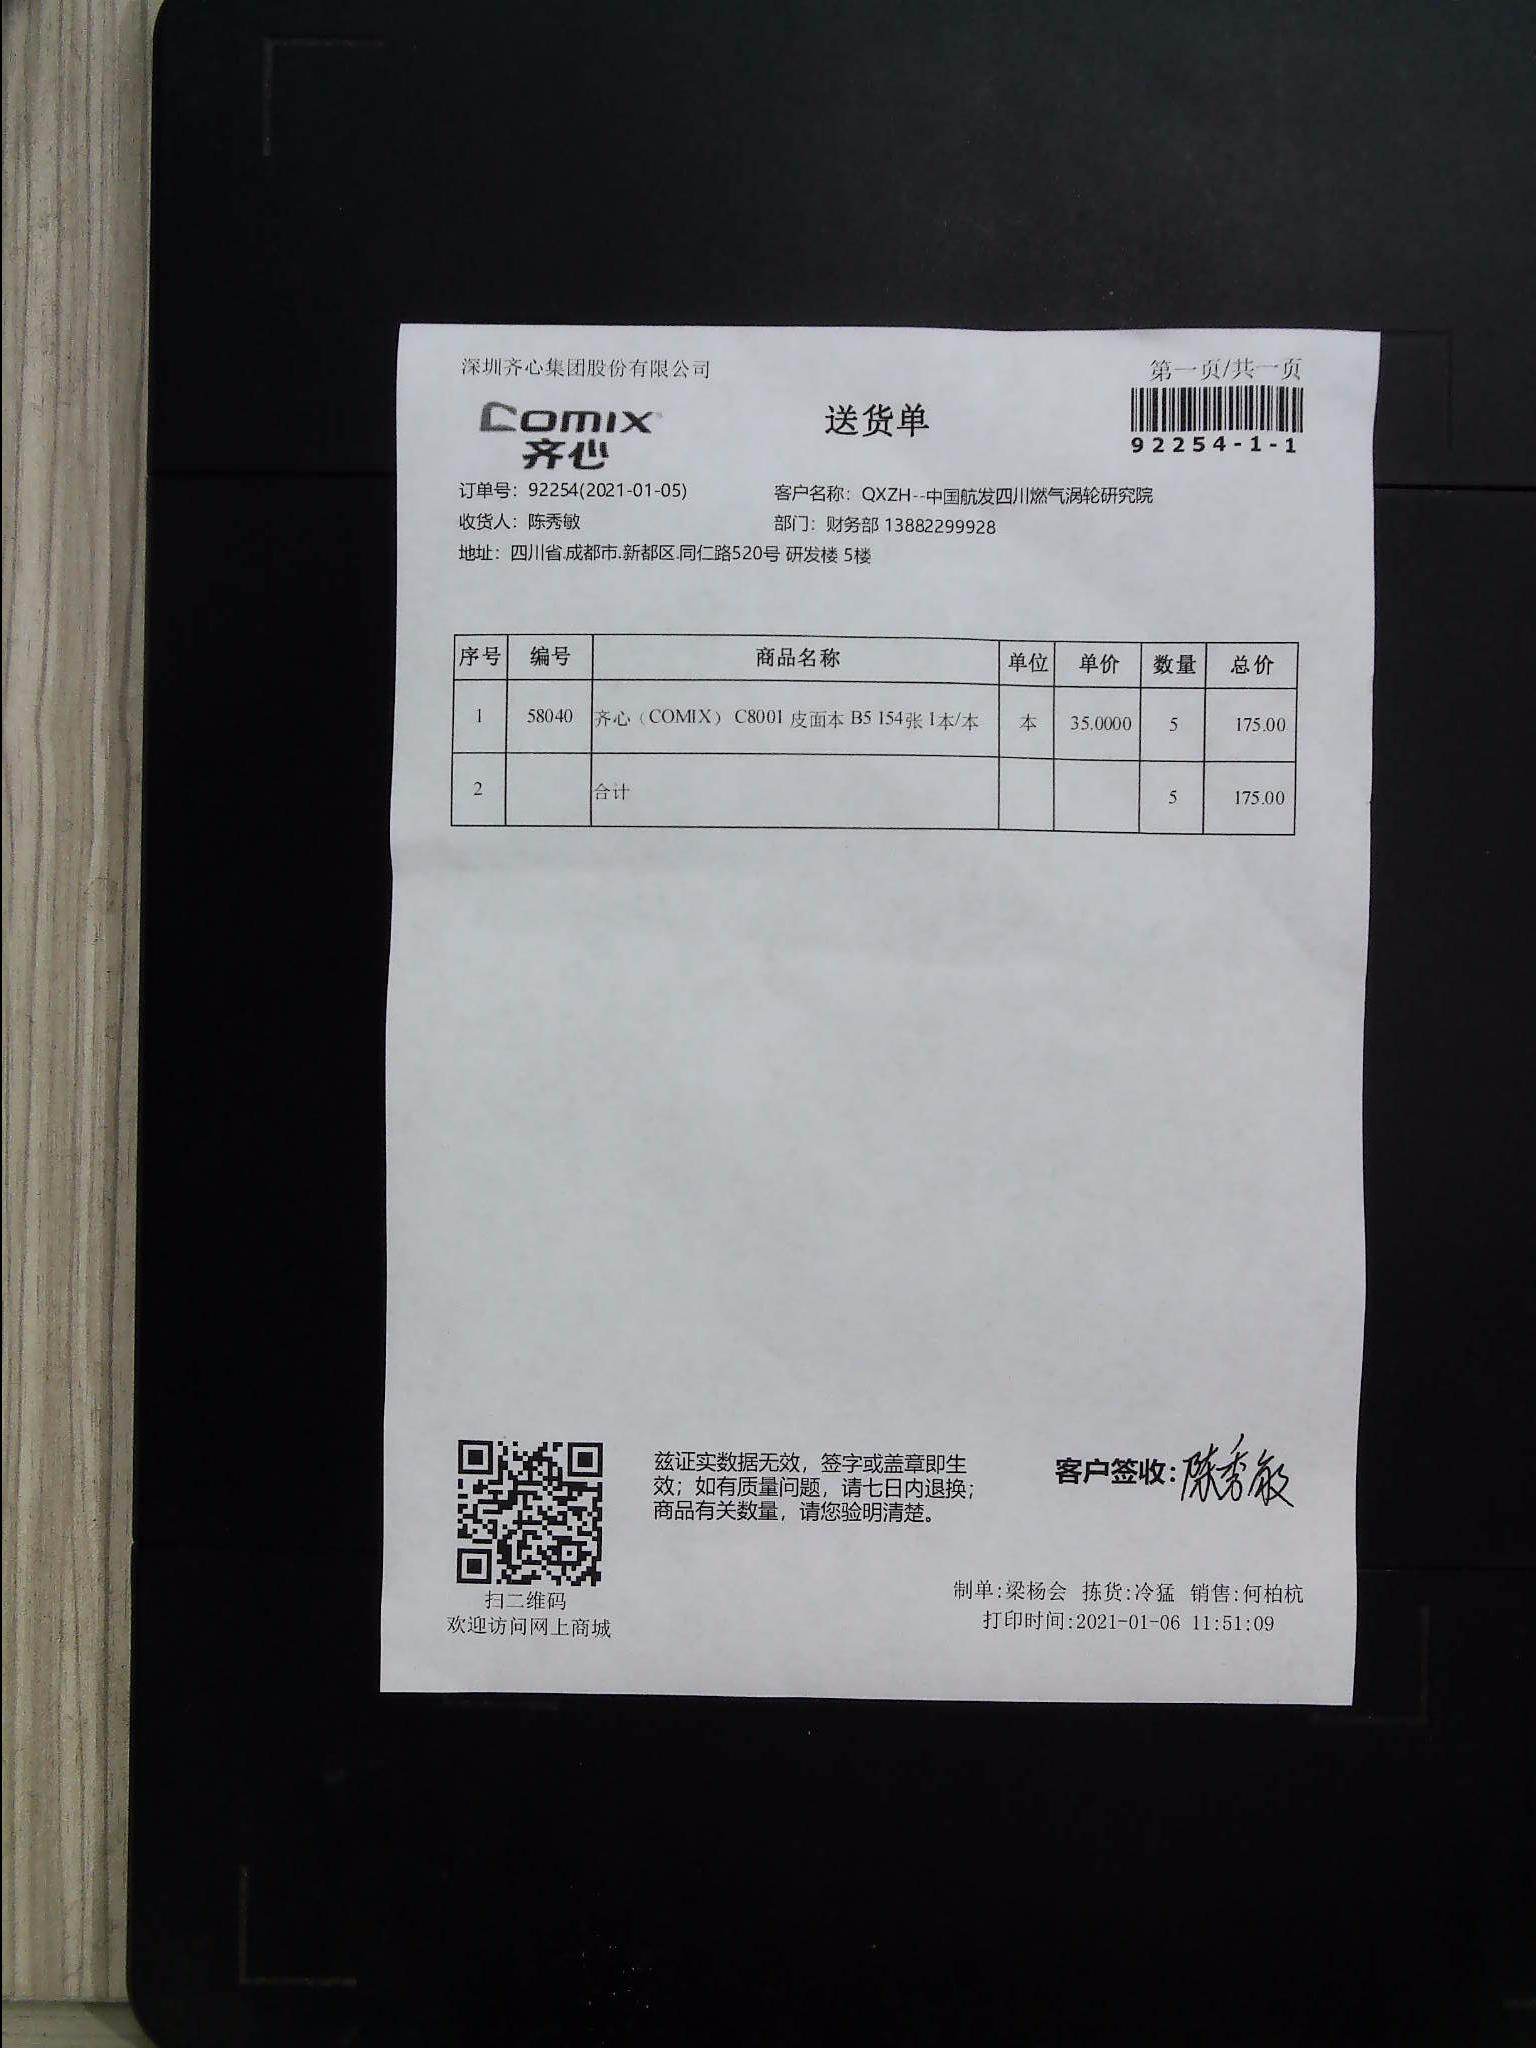 深圳齐心集团股份有限公司
第一页/共一页
COMIX
齐心
送货单
92254-1-1
订单号：92254(2021-01-05)
客户名称：QXZH--中国航发四川燃气涡轮研究院
收货人：陈秀敏
部门：财务部 13882299928
地址：四川省.成都市.新都区.同仁路520号 研发楼 5楼
序号 编号 商品名称 单位 单价 数量 总价
1 58040 齐心（COMIX） C8001 皮面本 B5 154张 1本/本 本 35.0000 5 175.00
2 合计 5 175.00
兹证实数据无效，签字或盖章即生
效；如有质量问题，请七日内退换；
商品有关数量，请您验明清楚。
客户签收：陈秀敏
扫二维码
欢迎访问网上商城
制单:梁杨会 拣货:冷猛 销售:何柏杭
打印时间:2021-01-06 11:51:09